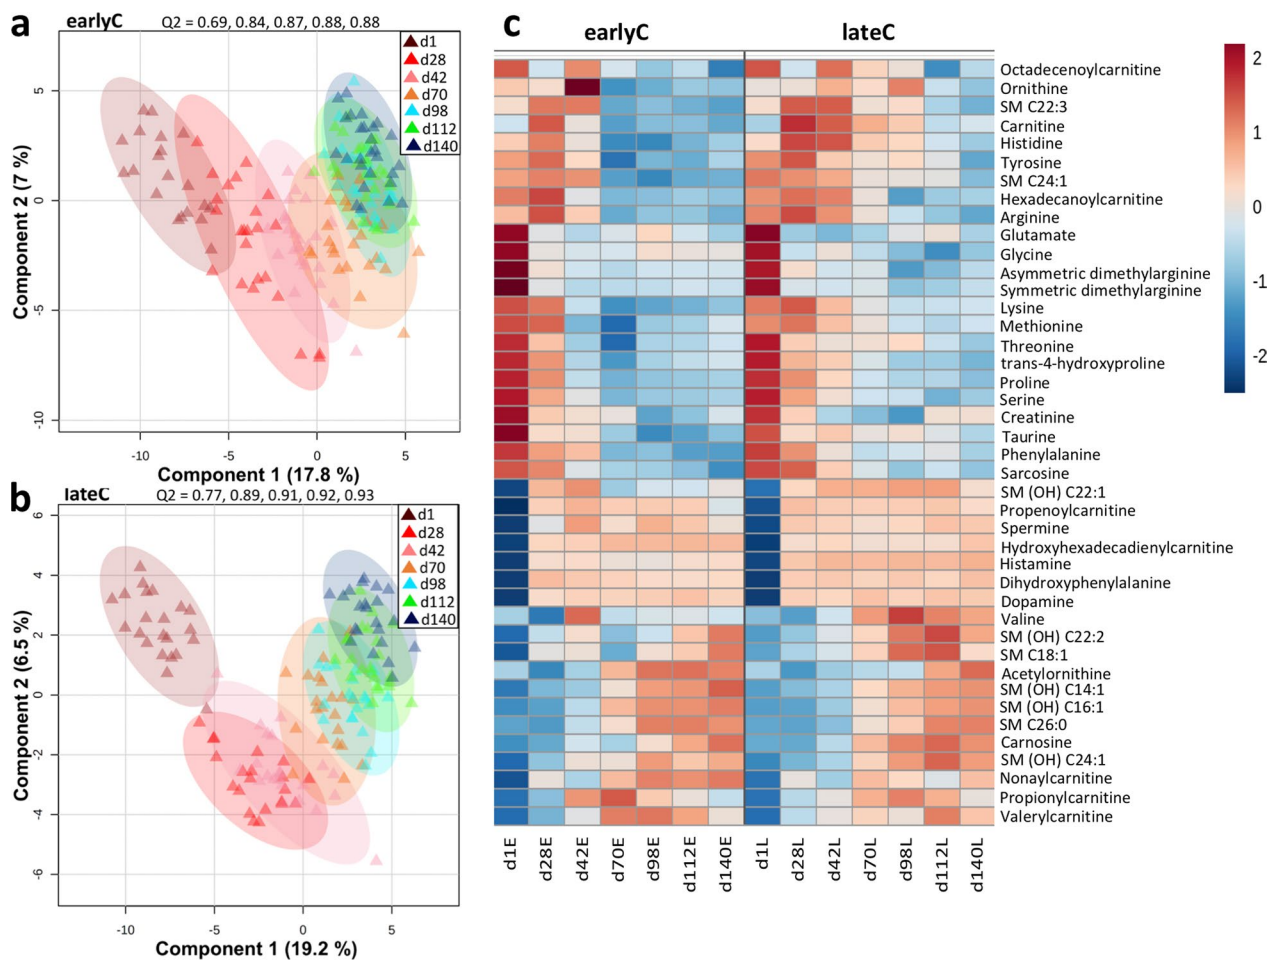 a
earlyC
Q2 = 0.69, 0.84, 0.87, 0.88, 0.88
d1
d28
d42
d70
d98
d112
d140
5
0
-5
-10
Component 2 (7 %)
-10
-5
0
5
Component 1 (17.8 %)
b
lateC
Q2 = 0.77, 0.89, 0.91, 0.92, 0.93
d1
d28
d42
d70
d98
d112
d140
6
4
2
0
-2
-4
-6
Component 2 (6.5 %)
-10
-5
0
5
Component 1 (19.2 %)
c
earlyC
lateC
Octadecenoylcarnitine
Ornithine
SM C22:3
Carnitine
Histidine
Tyrosine
SM C24:1
Hexadecanoylcarnitine
Arginine
Glutamate
Glycine
Asymmetric dimethylarginine
Symmetric dimethylarginine
Lysine
Methionine
Threonine
trans-4-hydroxyproline
Proline
Serine
Creatinine
Taurine
Phenylalanine
Sarcosine
SM (OH) C22:1
Propenoylcarnitine
Spermine
Hydroxyhexadecadienylcarnitine
Histamine
Dihydroxyphenylalanine
Dopamine
Valine
SM (OH) C22:2
SM C18:1
Acetylornithine
SM (OH) C14:1
SM (OH) C16:1
SM C26:0
Carnosine
SM (OH) C24:1
Nonaylcarnitine
Propionylcarnitine
Valerylcarnitine
d1E
d28E
d42E
d70E
d98E
d112E
d140E
d1L
d28L
d42L
d70L
d98L
d112L
d140L
2
1
0
-1
-2